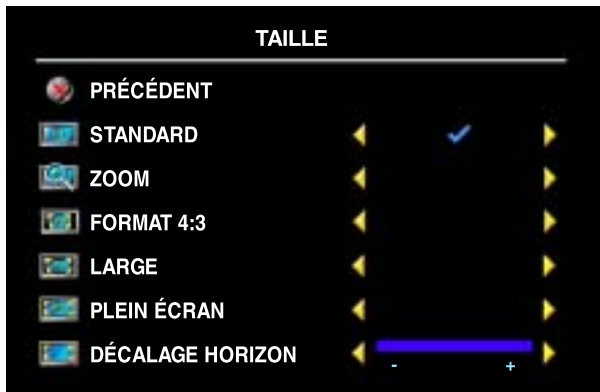 TAILLE
PRÉCÉDENT
STANDARD
ZOOM
FORMAT 4:3
LARGE
PLEIN ÉCRAN
DÉCALAGE HORIZON
- +